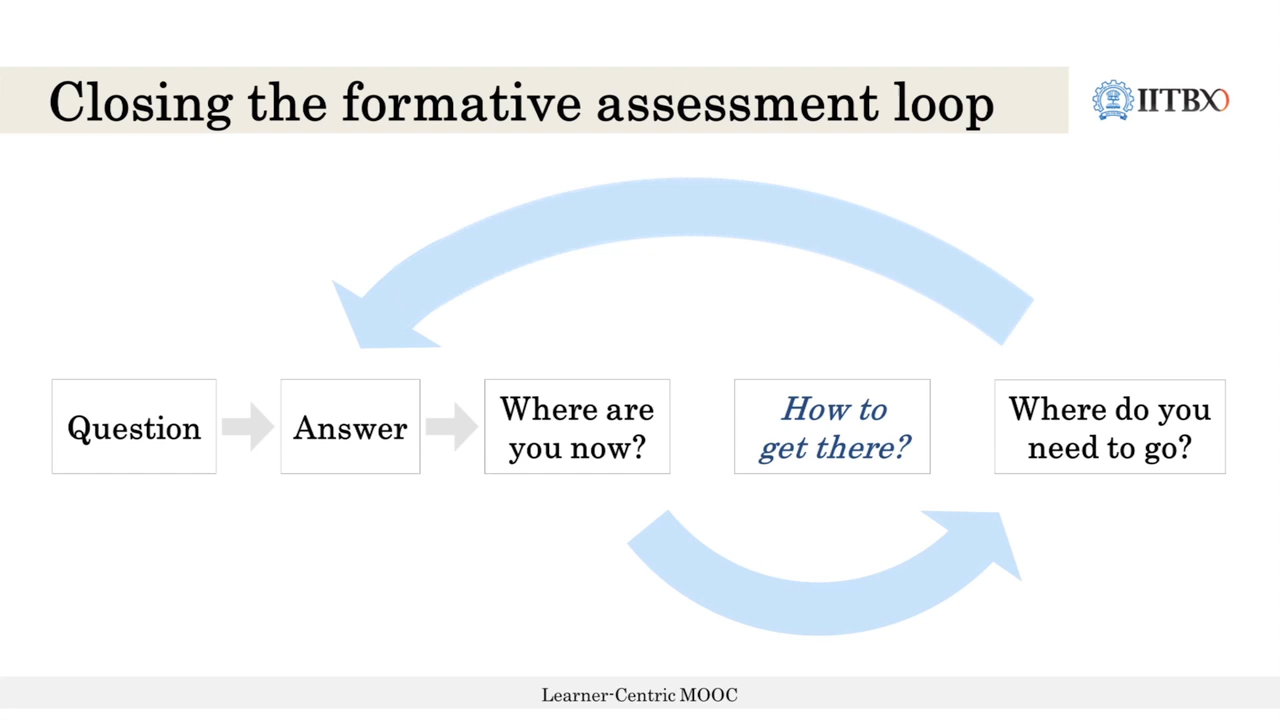 Closing the formative assessment loop
IITBX
Question
Answer
Where are
you now?
How to
get there?
Where do you
need to go?
Learner-Centric MOOC